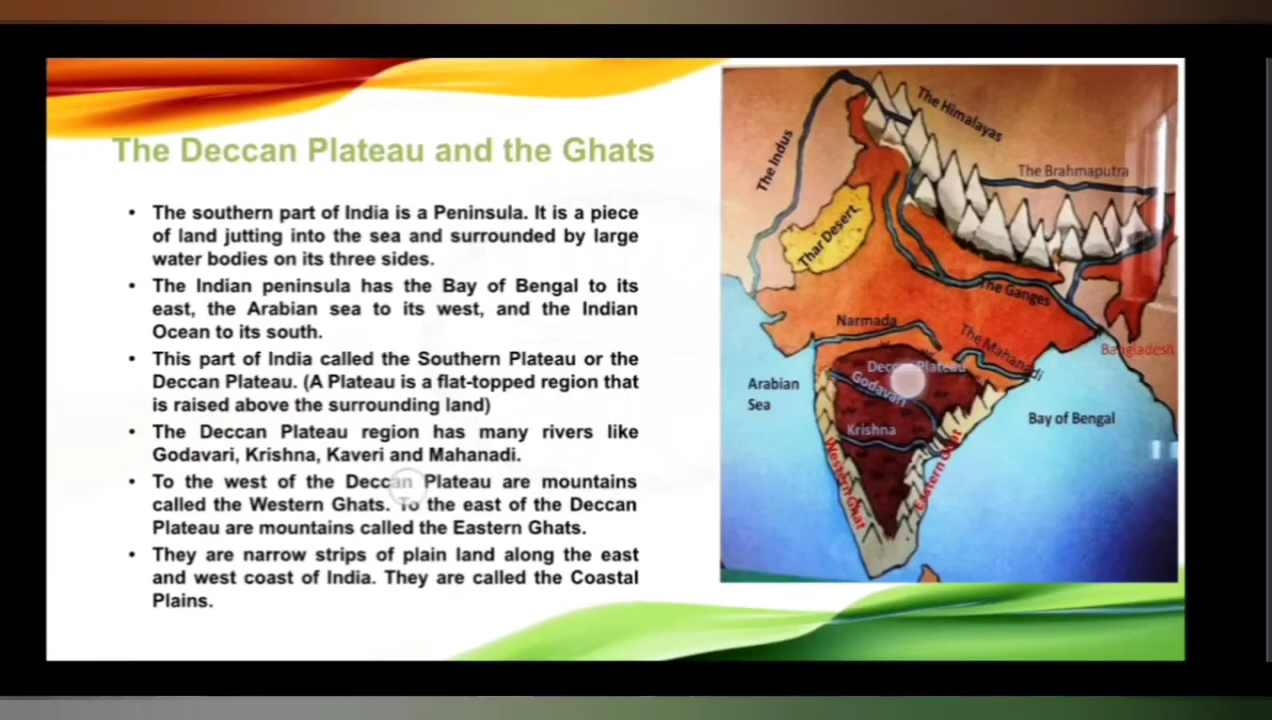 The Deccan Plateau and the Ghats
• The southern part of India is a Peninsula. It is a piece
of land jutting into the sea and surrounded by large
water bodies on its three sides.
• The Indian peninsula has the Bay of Bengal to its
east, the Arabian sea to its west, and the Indian
Ocean to its south.
• This part of India called the Southern Plateau or the
Deccan Plateau. (A Plateau is a flat-topped region that
is raised above the surrounding land)
• The Deccan Plateau region has many rivers like
Godavari, Krishna, Kaveri and Mahanadi.
• To the west of the Deccan Plateau are mountains
called the Western Ghats. To the east of the Deccan
Plateau are mountains called the Eastern Ghats.
• They are narrow strips of plain land along the east
and west coast of India. They are called the Coastal
Plains.
The Himalayas
The Indus
The Brahmaputra
Thar Desert
The Ganges
Narmada
The Mahanadi
Bangladesh
Deccan Plateau
Godavari
Arabian
Sea
Bay of Bengal
Krishna
Western Ghat
Eastern Ghat